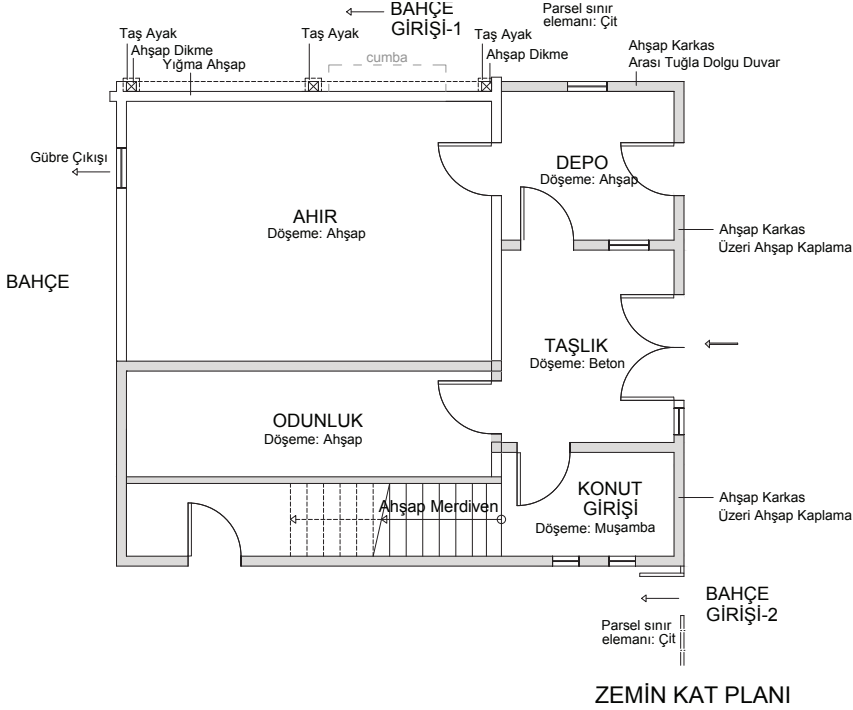 BAHÇE
GİRİŞİ-1
Parsel sınır
elemanı: Çit
Taş Ayak
Taş Ayak
Taş Ayak
Ahşap Dikme
Yığma Ahşap
cumba
Ahşap Dikme
Ahşap Karkas
Arası Tuğla Dolgu Duvar
Gübre Çıkışı
DEPO
Döşeme: Ahşap
AHIR
Döşeme: Ahşap
Ahşap Karkas
Üzeri Ahşap Kaplama
BAHÇE
TAŞLIK
Döşeme: Beton
ODUNLUK
Döşeme: Ahşap
Ahşap Merdiven
KONUT
GİRİŞİ
Döşeme: Muşamba
Ahşap Karkas
Üzeri Ahşap Kaplama
BAHÇE
GİRİŞİ-2
Parsel sınır
elemanı: Çit
ZEMİN KAT PLANI